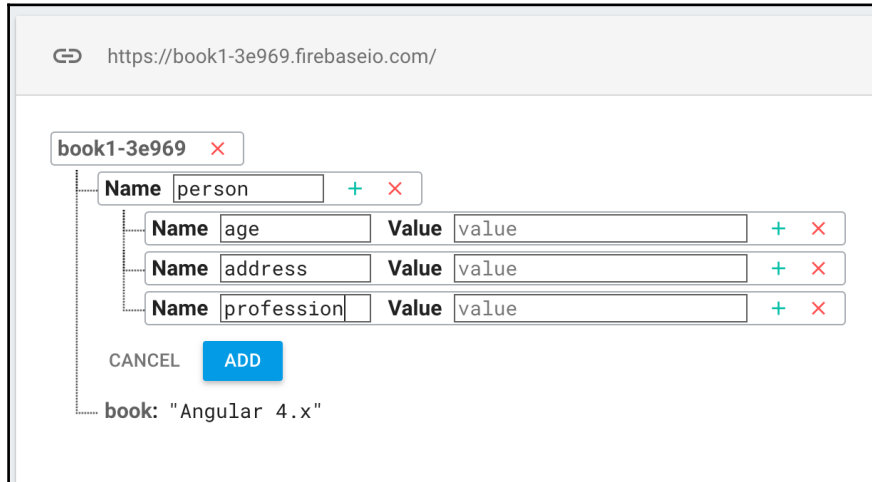 https://book1-3e969.firebaseio.com/
book1-3e969
Name person
Name age Value value
Name address Value value
Name profession Value value
CANCEL ADD
book: "Angular 4.x"